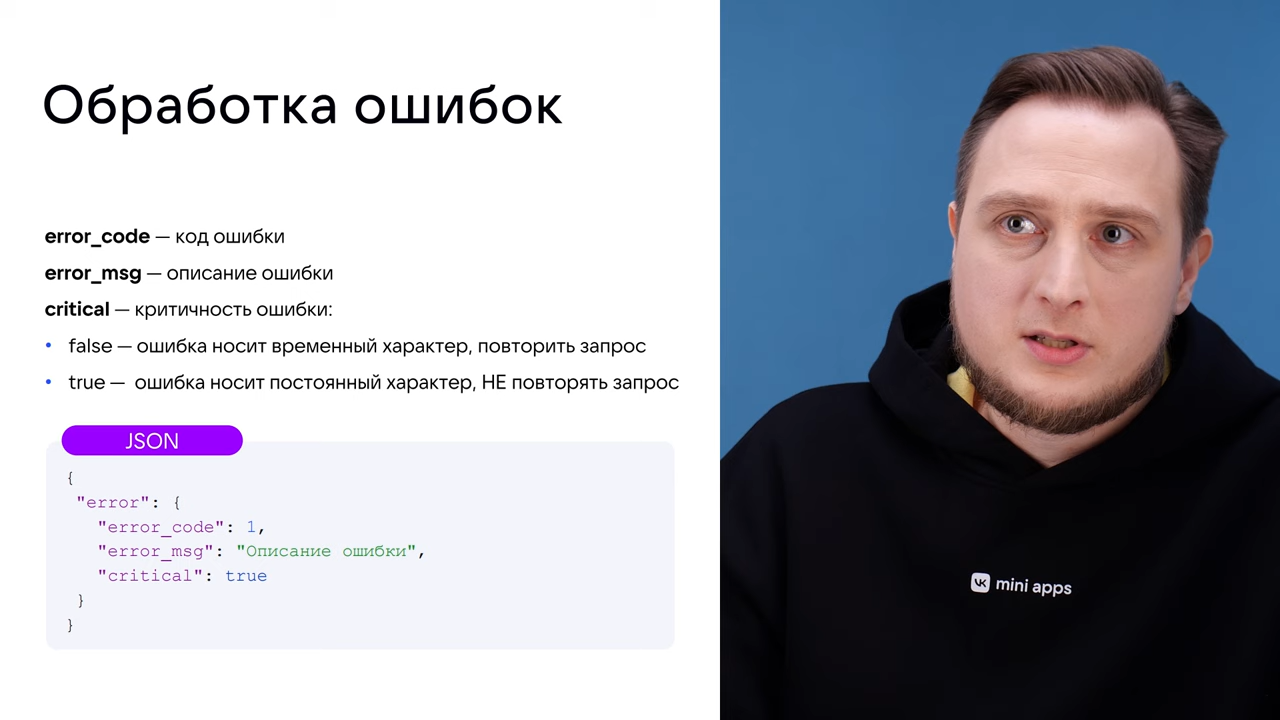 Обработка ошибок
error_code — код ошибки
error_msg — описание ошибки
critical — критичность ошибки:
• false — ошибка носит временный характер, повторить запрос
• true — ошибка носит постоянный характер, НЕ повторять запрос
JSON
{
"error": {
"error_code": 1,
"error_msg": "Описание ошибки",
"critical": true
}
}
VK mini apps